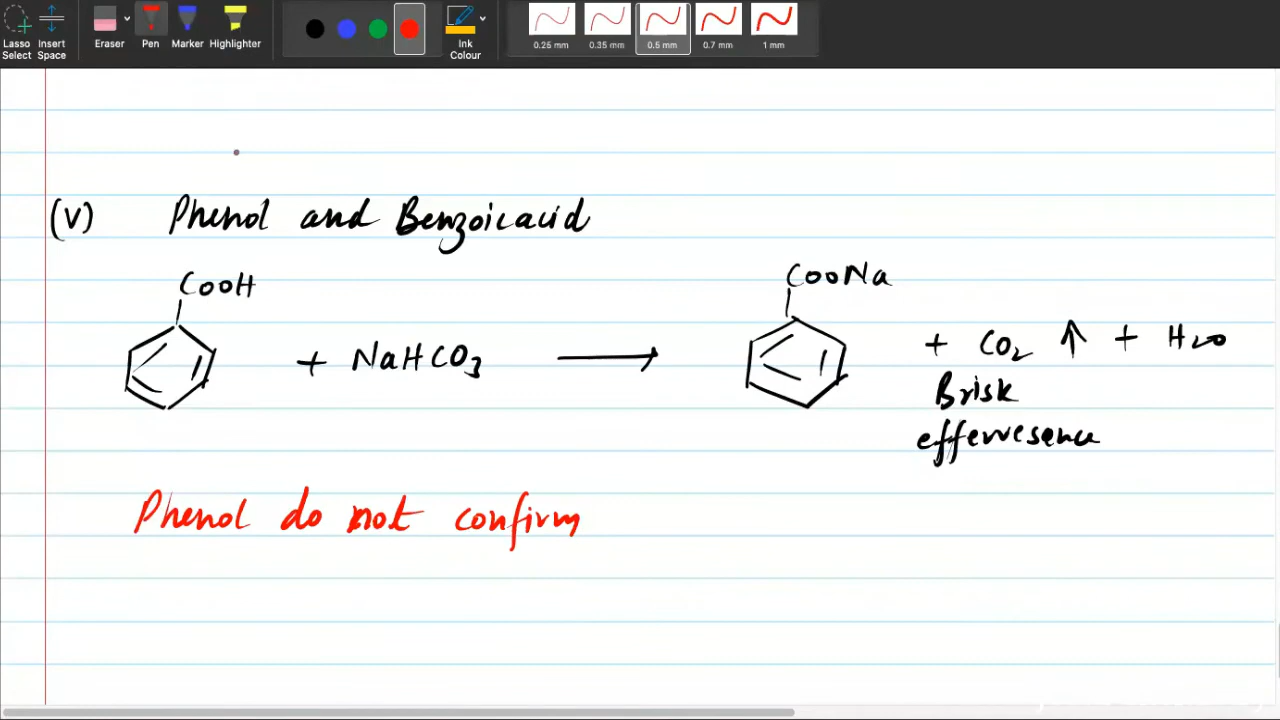 Lasso Select
Insert Space
Eraser
Pen
Marker
Highlighter
Ink Colour
0.25 mm
0.35 mm
0.5 mm
0.7 mm
1 mm
(V) Phenol and Benzoicacid
COOH
COONa
+ NaHCO3 → + CO2 ↑ + H2O
Brisk
effervesence
Phenol do not confirm